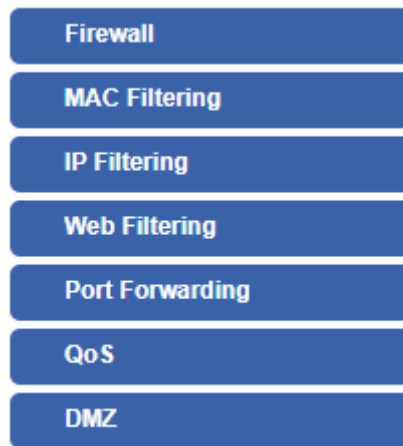 Firewall
MAC Filtering
IP Filtering
Web Filtering
Port Forwarding
QoS
DMZ